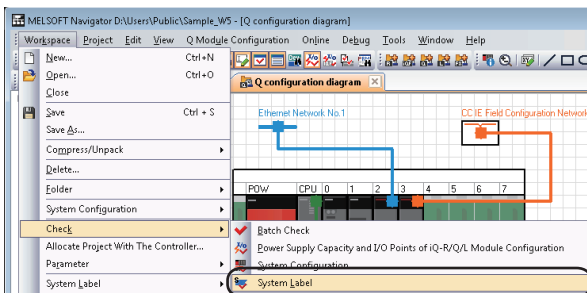 MELSOFT Navigator D:\Users\Public\Sample_W5 - [Q configuration diagram]
Workspace Project Edit View Q Module Configuration Online Debug Tools Window Help
New... Ctrl+N
Open... Ctrl+O
Close
Save Ctrl + S
Save As...
Compress/Unpack
Delete...
Folder
System Configuration
Check
Allocate Project With The Controller...
Parameter
System Label
Q configuration diagram
Ethernet Network No.1
CC IE Field Configuration Network
POW CPU 0 1 2 3 4 5 6 7
Batch Check
Power Supply Capacity and I/O Points of iQ-R/Q/L Module Configuration
System Configuration
System Label